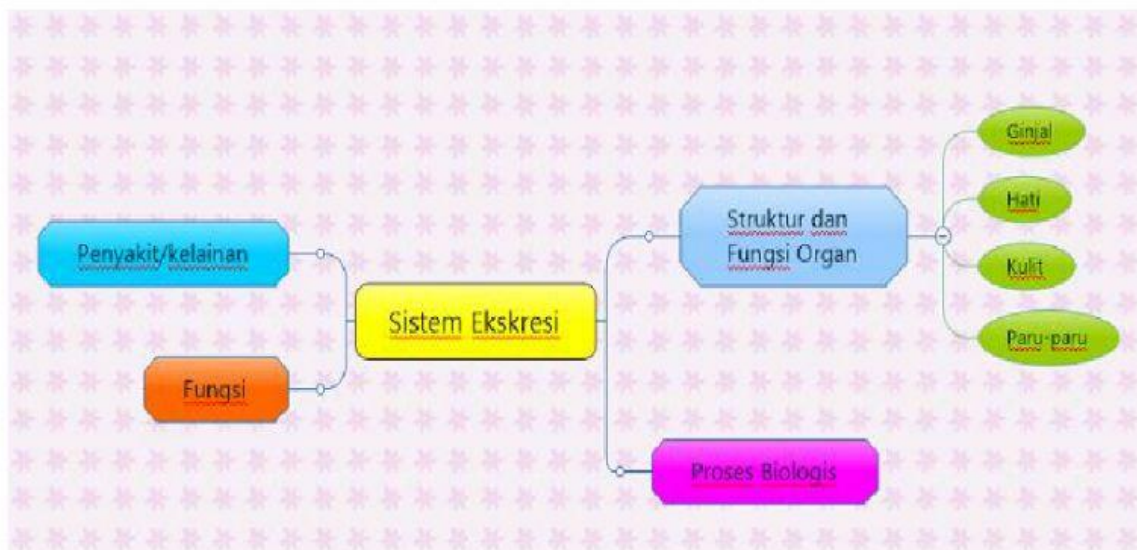 Penyakit/kelainan
Fungsi
Sistem Ekskresi
Struktur dan
Fungsi Organ
Proses Biologis
Ginjal
Hati
Kulit
Paru-paru